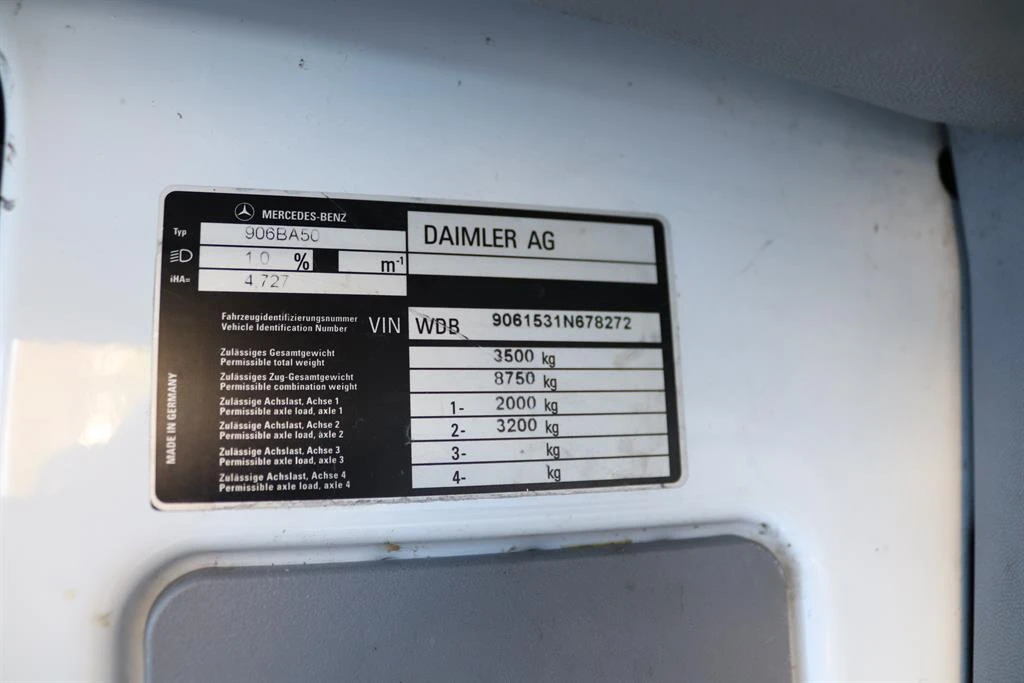 MERCEDES-BENZ
Typ 906BA50
10 % m-1
iHA= 4,727
DAIMLER AG
Fahrzeugidentifizierungsnummer
Vehicle Identification Number VIN WDB 9061531N678272
Zulässiges Gesamtgewicht
Permissible total weight 3500 kg
Zulässiges Zug-Gesamtgewicht
Permissible combination weight 8750 kg
Zulässige Achslast, Achse 1
Permissible axle load, axle 1 1- 2000 kg
Zulässige Achslast, Achse 2
Permissible axle load, axle 2 2- 3200 kg
Zulässige Achslast, Achse 3
Permissible axle load, axle 3 3- kg
Zulässige Achslast, Achse 4
Permissible axle load, axle 4 4- kg
MADE IN GERMANY